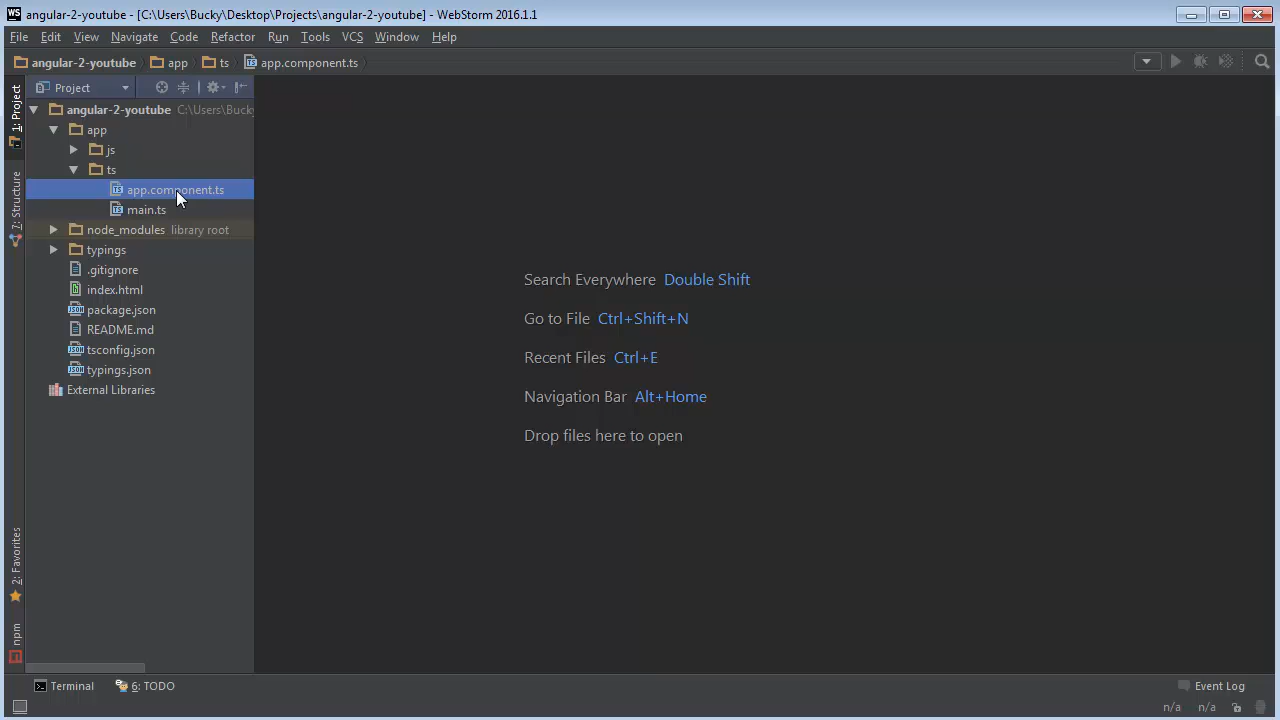 WS angular-2-youtube - [C:\Users\Bucky\Desktop\Projects\angular-2-youtube] - WebStorm 2016.1.1
File Edit View Navigate Code Refactor Run Tools VCS Window Help
angular-2-youtube app ts TS app.component.ts
1: Project
7: Structure
2: Favorites
npm
Project
angular-2-youtube C:\Users\Bucky
app
js
ts
TS app.component.ts
TS main.ts
node_modules library root
typings
.gitignore
index.html
package.json
README.md
tsconfig.json
typings.json
External Libraries
Search Everywhere Double Shift
Go to File Ctrl+Shift+N
Recent Files Ctrl+E
Navigation Bar Alt+Home
Drop files here to open
Terminal 6: TODO Event Log
n/a n/a